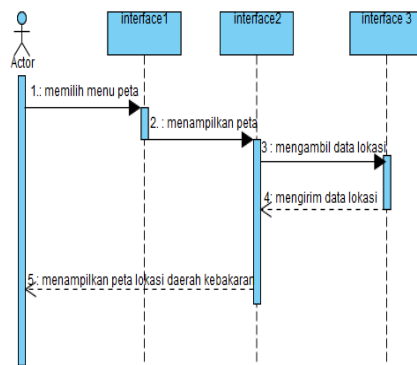 interface1
interface2
interface 3
Actor
1.: memilih menu peta
2. : menampilkan peta
3 : mengambil data lokasi
4: mengirim data lokasi
5.: menampilkan peta lokasi daerah kebakaran